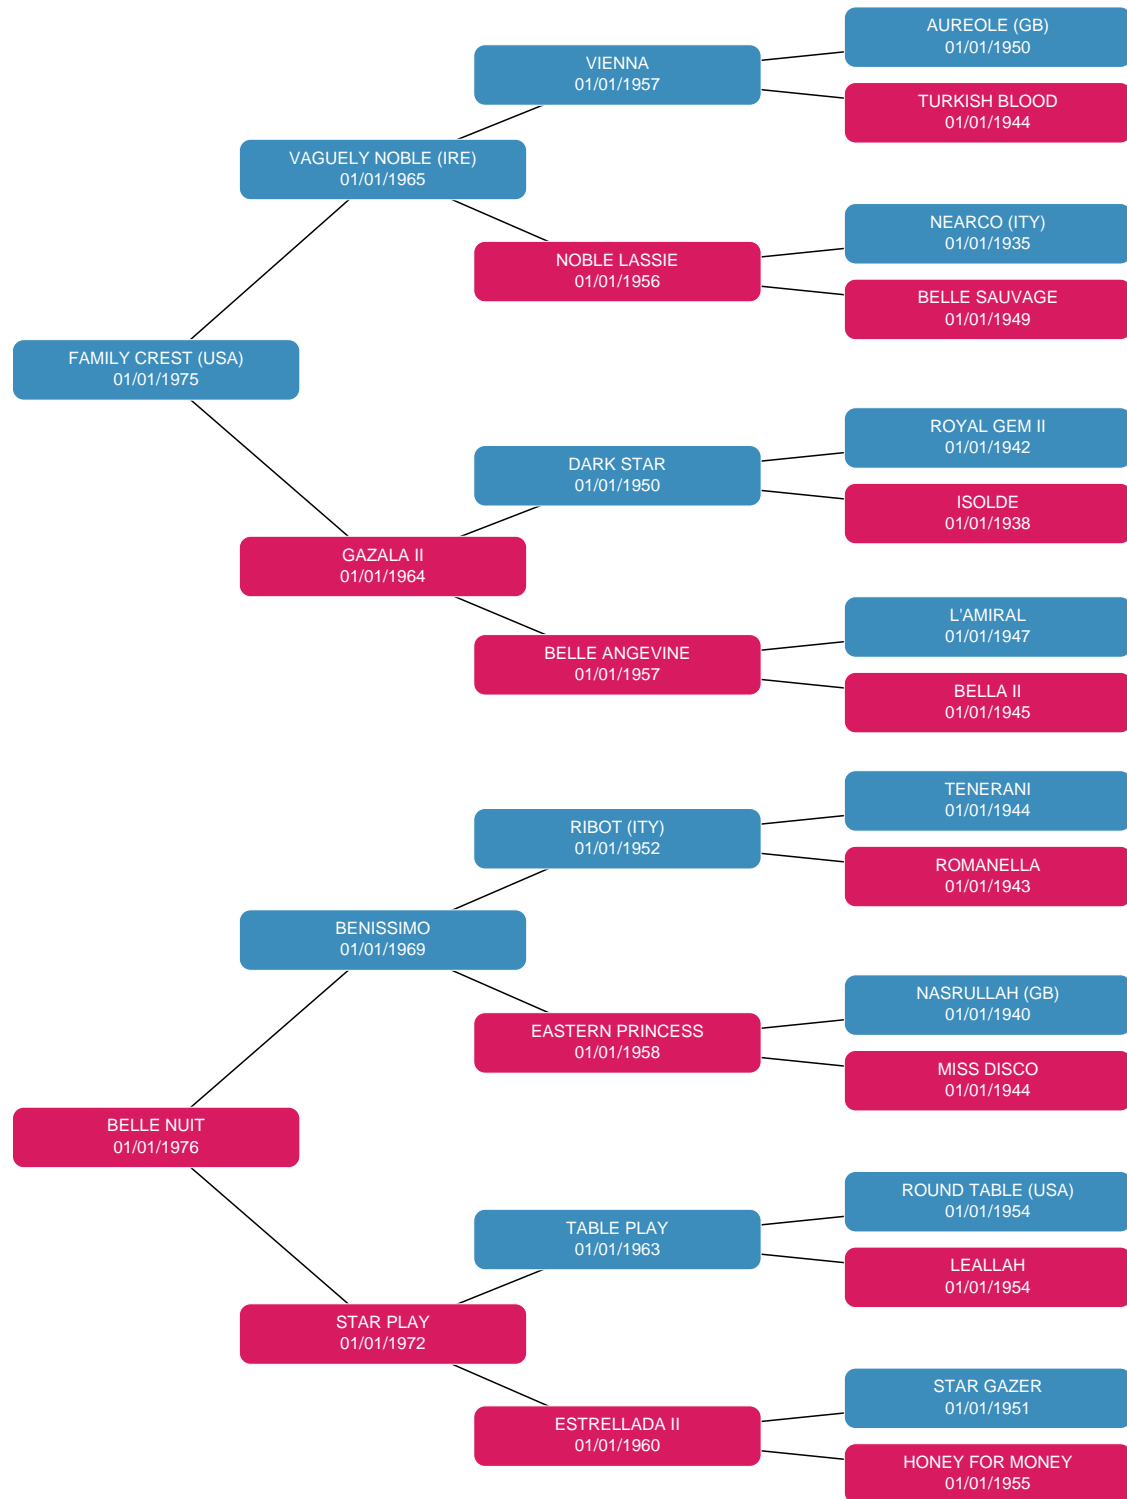 AUREOLE (GB)
01/01/1950
VIENNA
01/01/1957
TURKISH BLOOD
01/01/1944
VAGUELY NOBLE (IRE)
01/01/1965
NEARCO (ITY)
01/01/1935
NOBLE LASSIE
01/01/1956
BELLE SAUVAGE
01/01/1949
FAMILY CREST (USA)
01/01/1975
ROYAL GEM II
01/01/1942
DARK STAR
01/01/1950
ISOLDE
01/01/1938
GAZALA II
01/01/1964
L'AMIRAL
01/01/1947
BELLE ANGEVINE
01/01/1957
BELLA II
01/01/1945
TENERANI
01/01/1944
RIBOT (ITY)
01/01/1952
ROMANELLA
01/01/1943
BENISSIMO
01/01/1969
NASRULLAH (GB)
01/01/1940
EASTERN PRINCESS
01/01/1958
MISS DISCO
01/01/1944
BELLE NUIT
01/01/1976
ROUND TABLE (USA)
01/01/1954
TABLE PLAY
01/01/1963
LEALLAH
01/01/1954
STAR PLAY
01/01/1972
STAR GAZER
01/01/1951
ESTRELLADA II
01/01/1960
HONEY FOR MONEY
01/01/1955